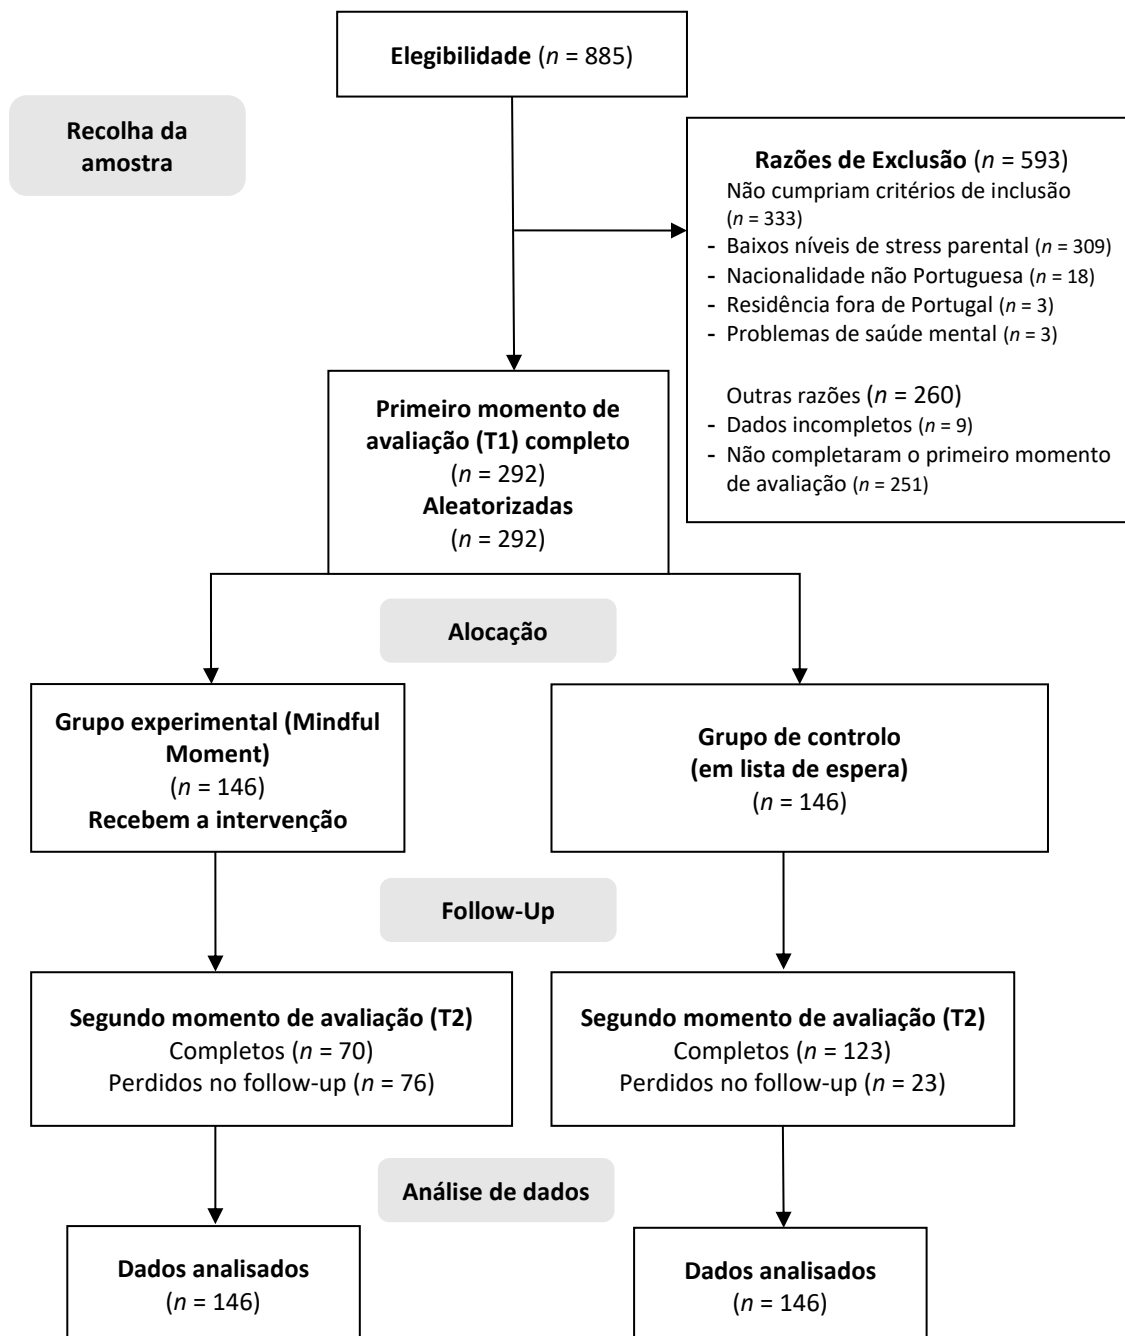 Elegibilidade (n = 885)
Recolha da
amostra
Razões de Exclusão (n = 593)
Não cumpriam critérios de inclusão
(n = 333)
- Baixos níveis de stress parental (n = 309)
- Nacionalidade não Portuguesa (n = 18)
- Residência fora de Portugal (n = 3)
- Problemas de saúde mental (n = 3)
Outras razões (n = 260)
- Dados incompletos (n = 9)
- Não completaram o primeiro momento
de avaliação (n = 251)
Primeiro momento de
avaliação (T1) completo
(n = 292)
Aleatorizadas
(n = 292)
Alocação
Grupo experimental (Mindful
Moment)
(n = 146)
Recebem a intervenção
Grupo de controlo
(em lista de espera)
(n = 146)
Follow-Up
Segundo momento de avaliação (T2)
Completos (n = 70)
Perdidos no follow-up (n = 76)
Segundo momento de avaliação (T2)
Completos (n = 123)
Perdidos no follow-up (n = 23)
Análise de dados
Dados analisados
(n = 146)
Dados analisados
(n = 146)